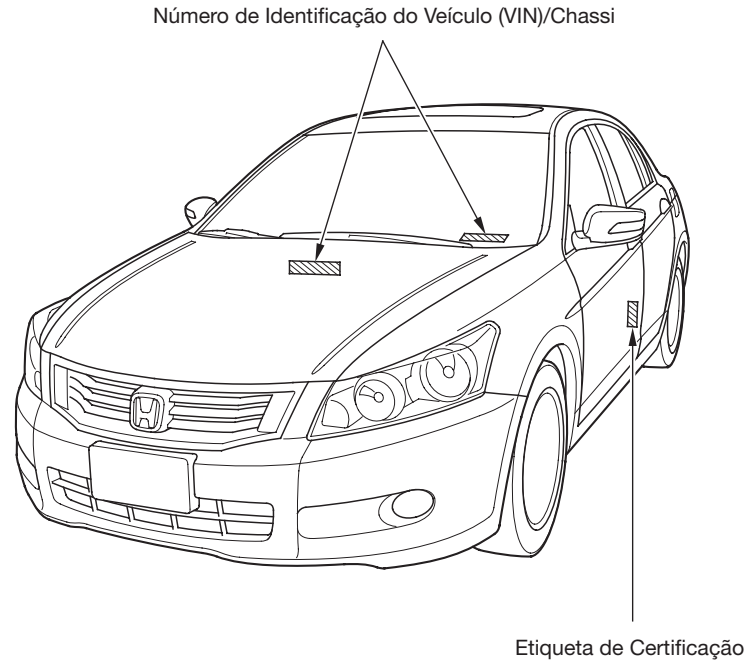 Número de Identificação do Veículo (VIN)/Chassi
Etiqueta de Certificação